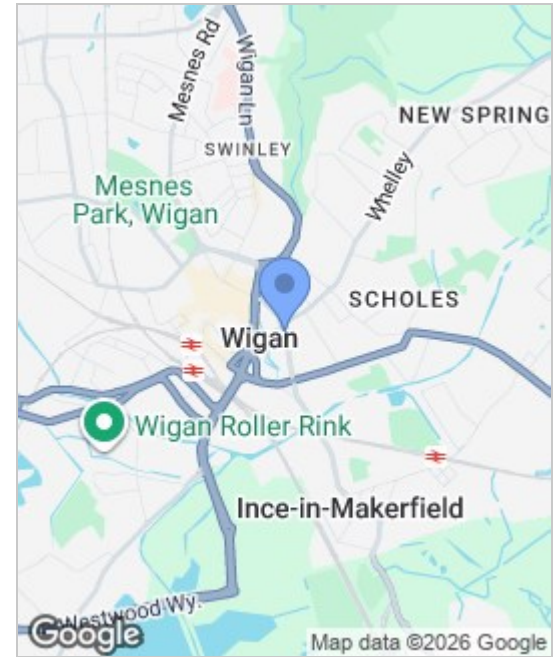 Mesnes Rd
Wigan Ln
NEW SPRING
SWINLEY
Whelley
Mesnes
Park, Wigan
SCHOLES
Wigan
Wigan Roller Rink
Ince-in-Makerfield
Westwood Wy.
Google
Map data ©2026 Google